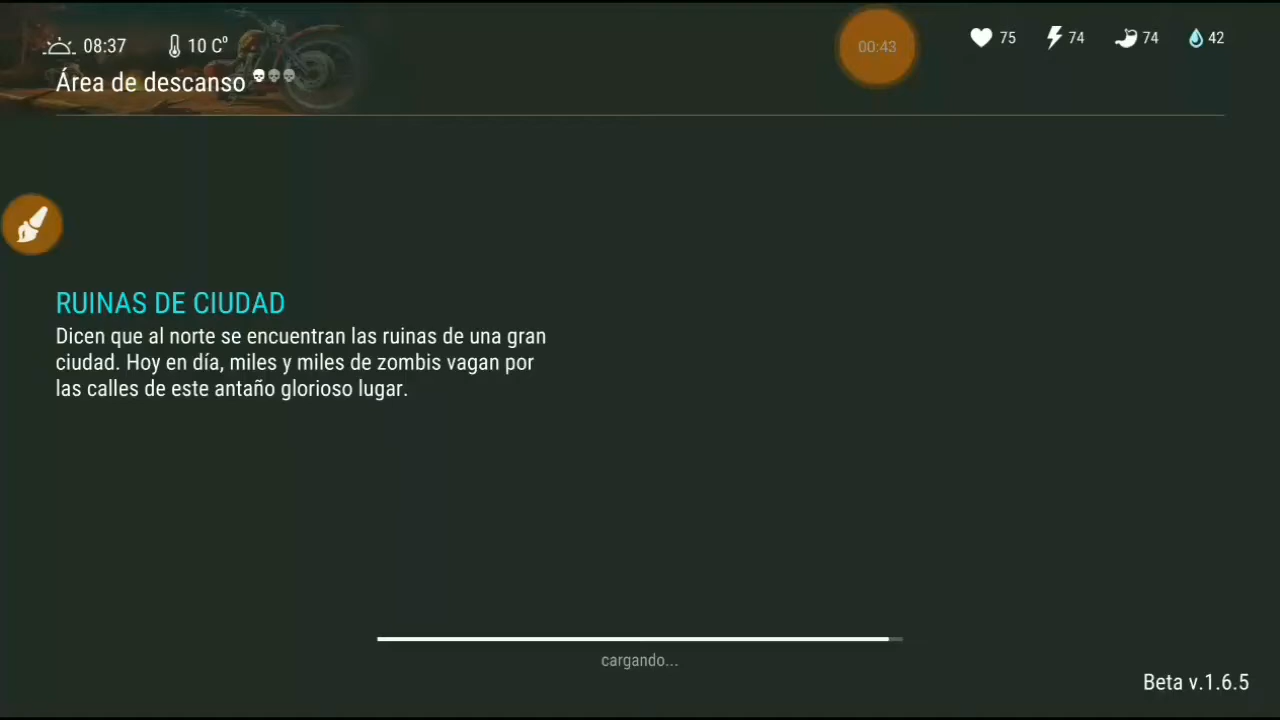 08:37 10 Cº
Área de descanso
00:43
75 74 74 42
RUINAS DE CIUDAD
Dicen que al norte se encuentran las ruinas de una gran
ciudad. Hoy en día, miles y miles de zombis vagan por
las calles de este antaño glorioso lugar.
cargando...
Beta v.1.6.5